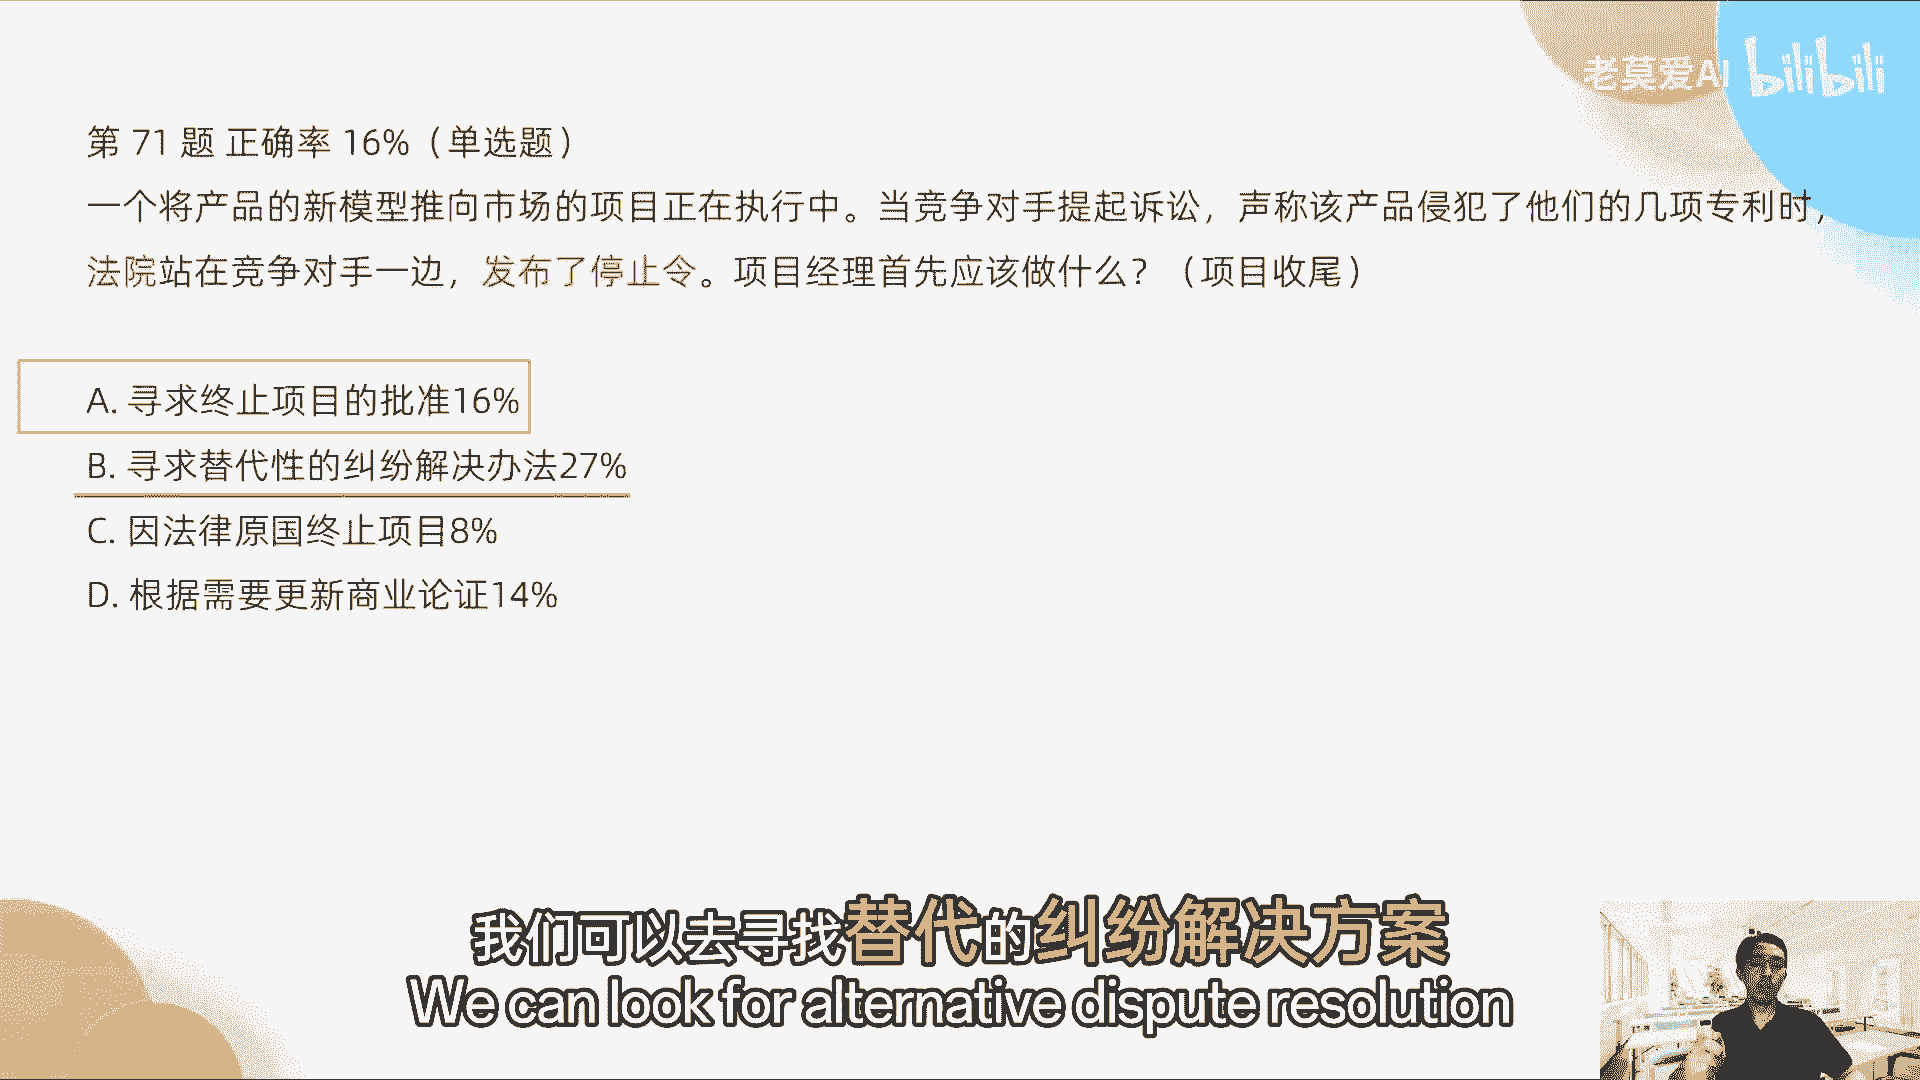 老莫爱AI bilibili
第 71 题 正确率 16%（单选题）
一个将产品的新模型推向市场的项目正在执行中。当竞争对手提起诉讼，声称该产品侵犯了他们的几项专利时，
法院站在竞争对手一边，发布了停止令。项目经理首先应该做什么？（项目收尾）
A. 寻求终止项目的批准16%
B. 寻求替代性的纠纷解决办法27%
C. 因法律原国终止项目8%
D. 根据需要更新商业论证14%
我们可以去寻找替代的纠纷解决方案
We can look for alternative dispute resolution